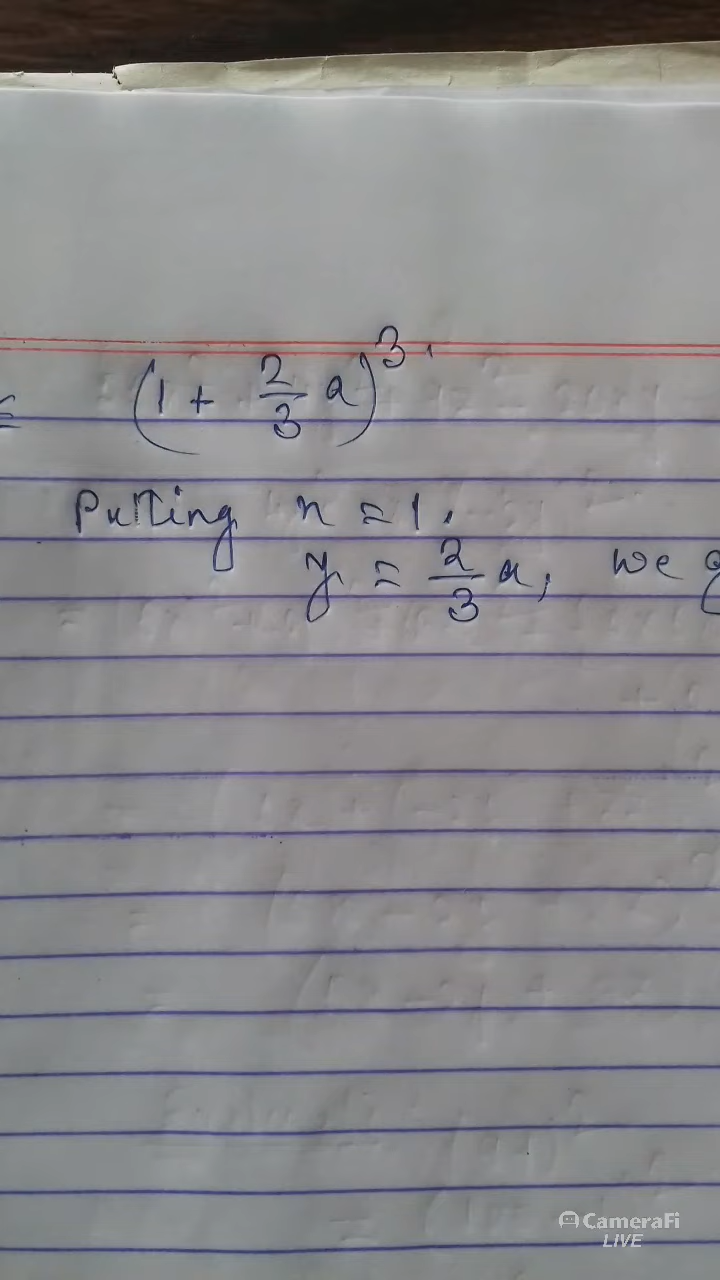 (1 + 2/3 a)^3.
Putting x = 1.
y = 2/3 a, we g
CameraFi
LIVE